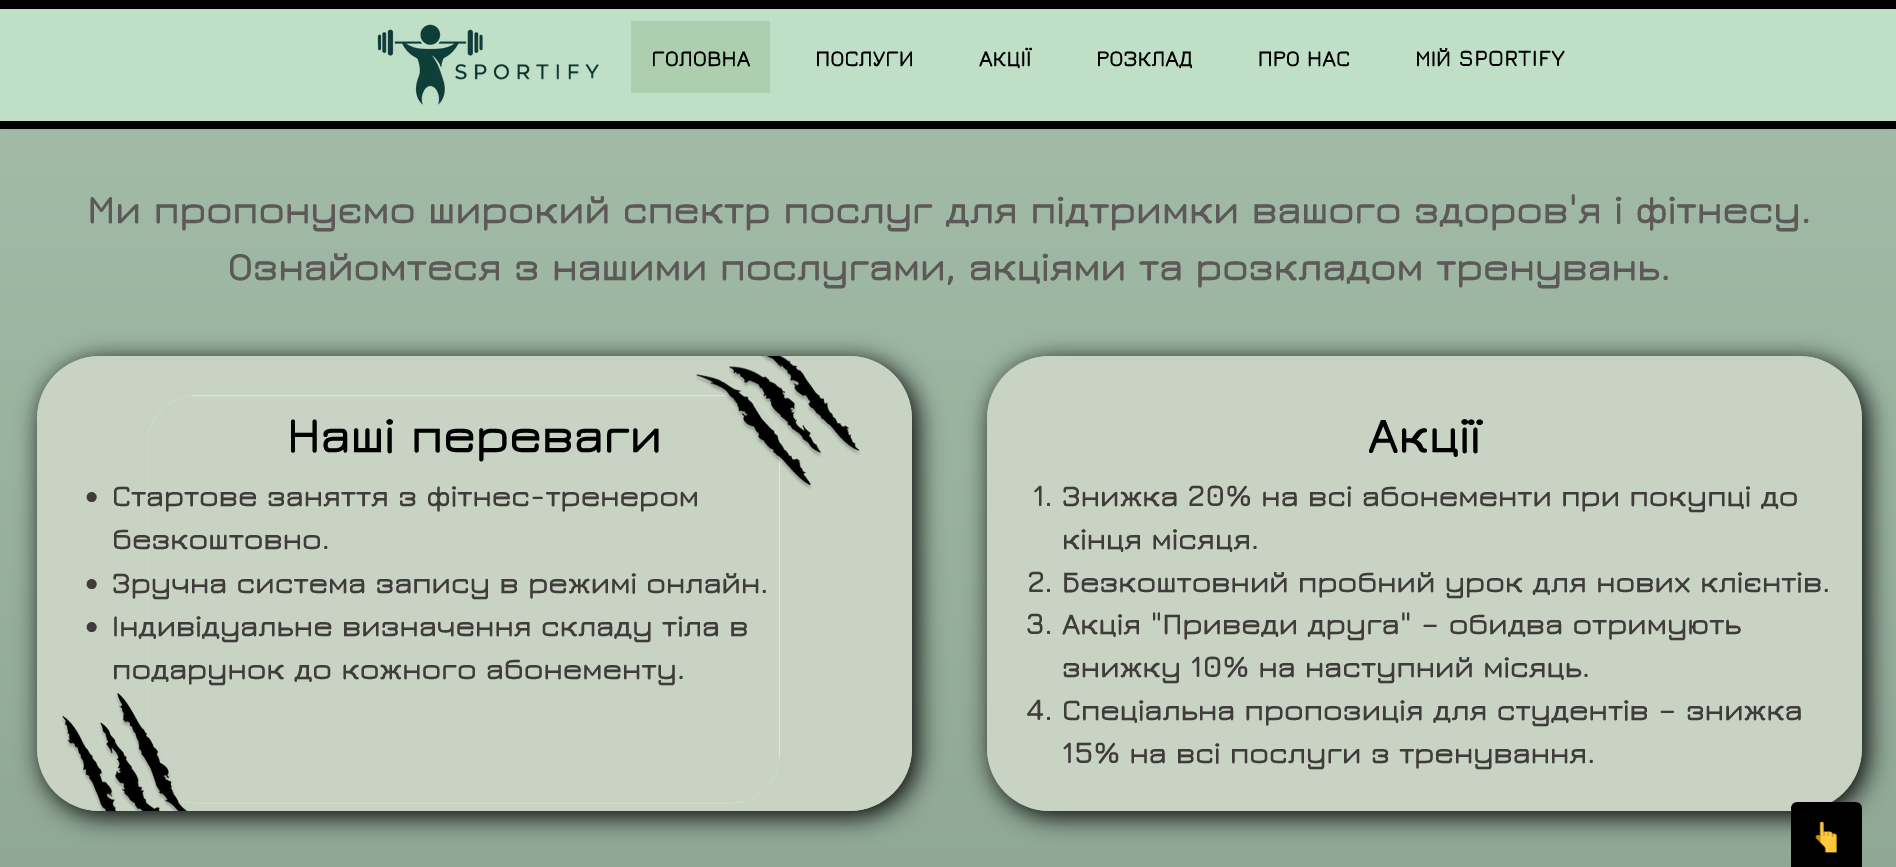 SPORTIFY
ГОЛОВНА
ПОСЛУГИ
АКЦІЇ
РОЗКЛАД
ПРО НАС
МІЙ SPORTIFY
Ми пропонуємо широкий спектр послуг для підтримки вашого здоров'я і фітнесу.
Ознайомтеся з нашими послугами, акціями та розкладом тренувань.
Наші переваги
• Стартове заняття з фітнес-тренером
безкоштовно.
• Зручна система запису в режимі онлайн.
• Індивідуальне визначення складу тіла в
подарунок до кожного абонементу.
Акції
1. Знижка 20% на всі абонементи при покупці до
кінця місяця.
2. Безкоштовний пробний урок для нових клієнтів.
3. Акція "Приведи друга" – обидва отримують
знижку 10% на наступний місяць.
4. Спеціальна пропозиція для студентів – знижка
15% на всі послуги з тренування.